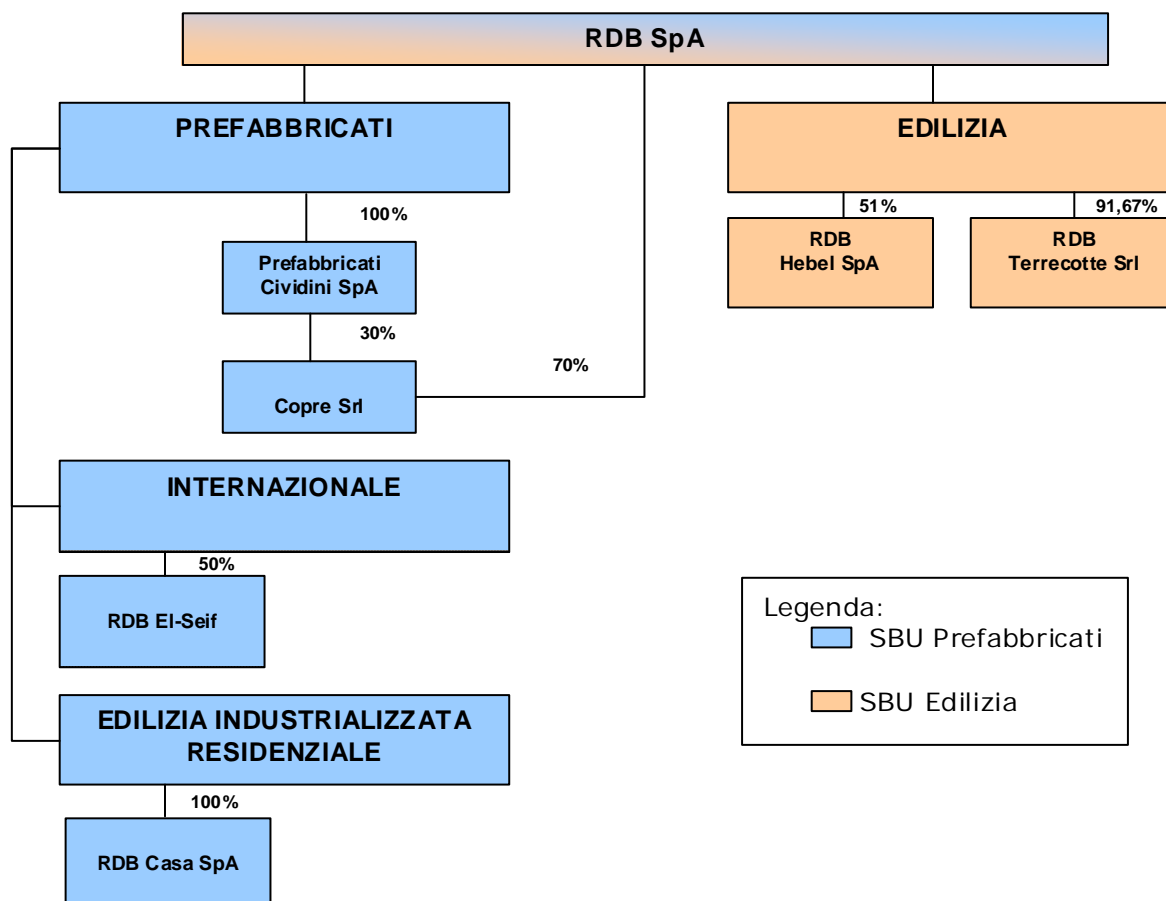 RDB SpA
PREFABBRICATI
EDILIZIA
100%
51%
91,67%
Prefabbricati
Cividini SpA
RDB
Hebel SpA
RDB
Terrecotte Srl
30%
70%
Copre Srl
INTERNAZIONALE
50%
RDB El-Seif
Legenda:
SBU Prefabbricati
SBU Edilizia
EDILIZIA INDUSTRIALIZZATA
RESIDENZIALE
100%
RDB Casa SpA